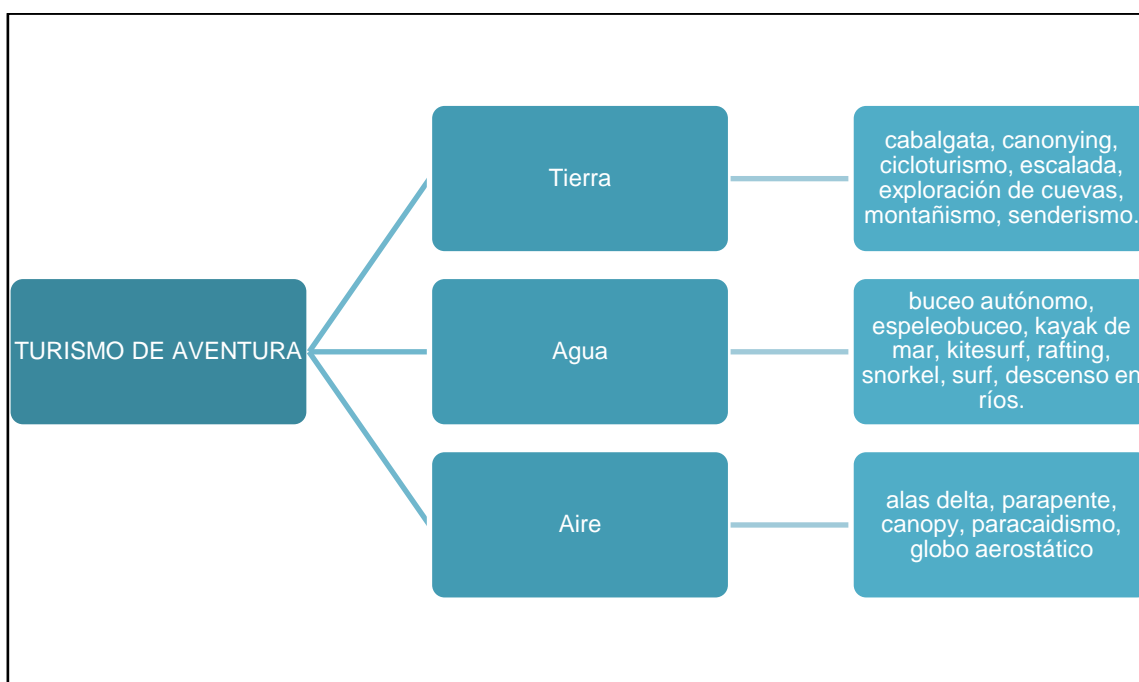 TURISMO DE AVENTURA
Tierra
cabalgata, canonying,
cicloturismo, escalada,
exploración de cuevas,
montañismo, senderismo.
Agua
buceo autónomo,
espeleobuceo, kayak de
mar, kitesurf, rafting,
snorkel, surf, descenso en
ríos.
Aire
alas delta, parapente,
canopy, paracaidismo,
globo aerostático